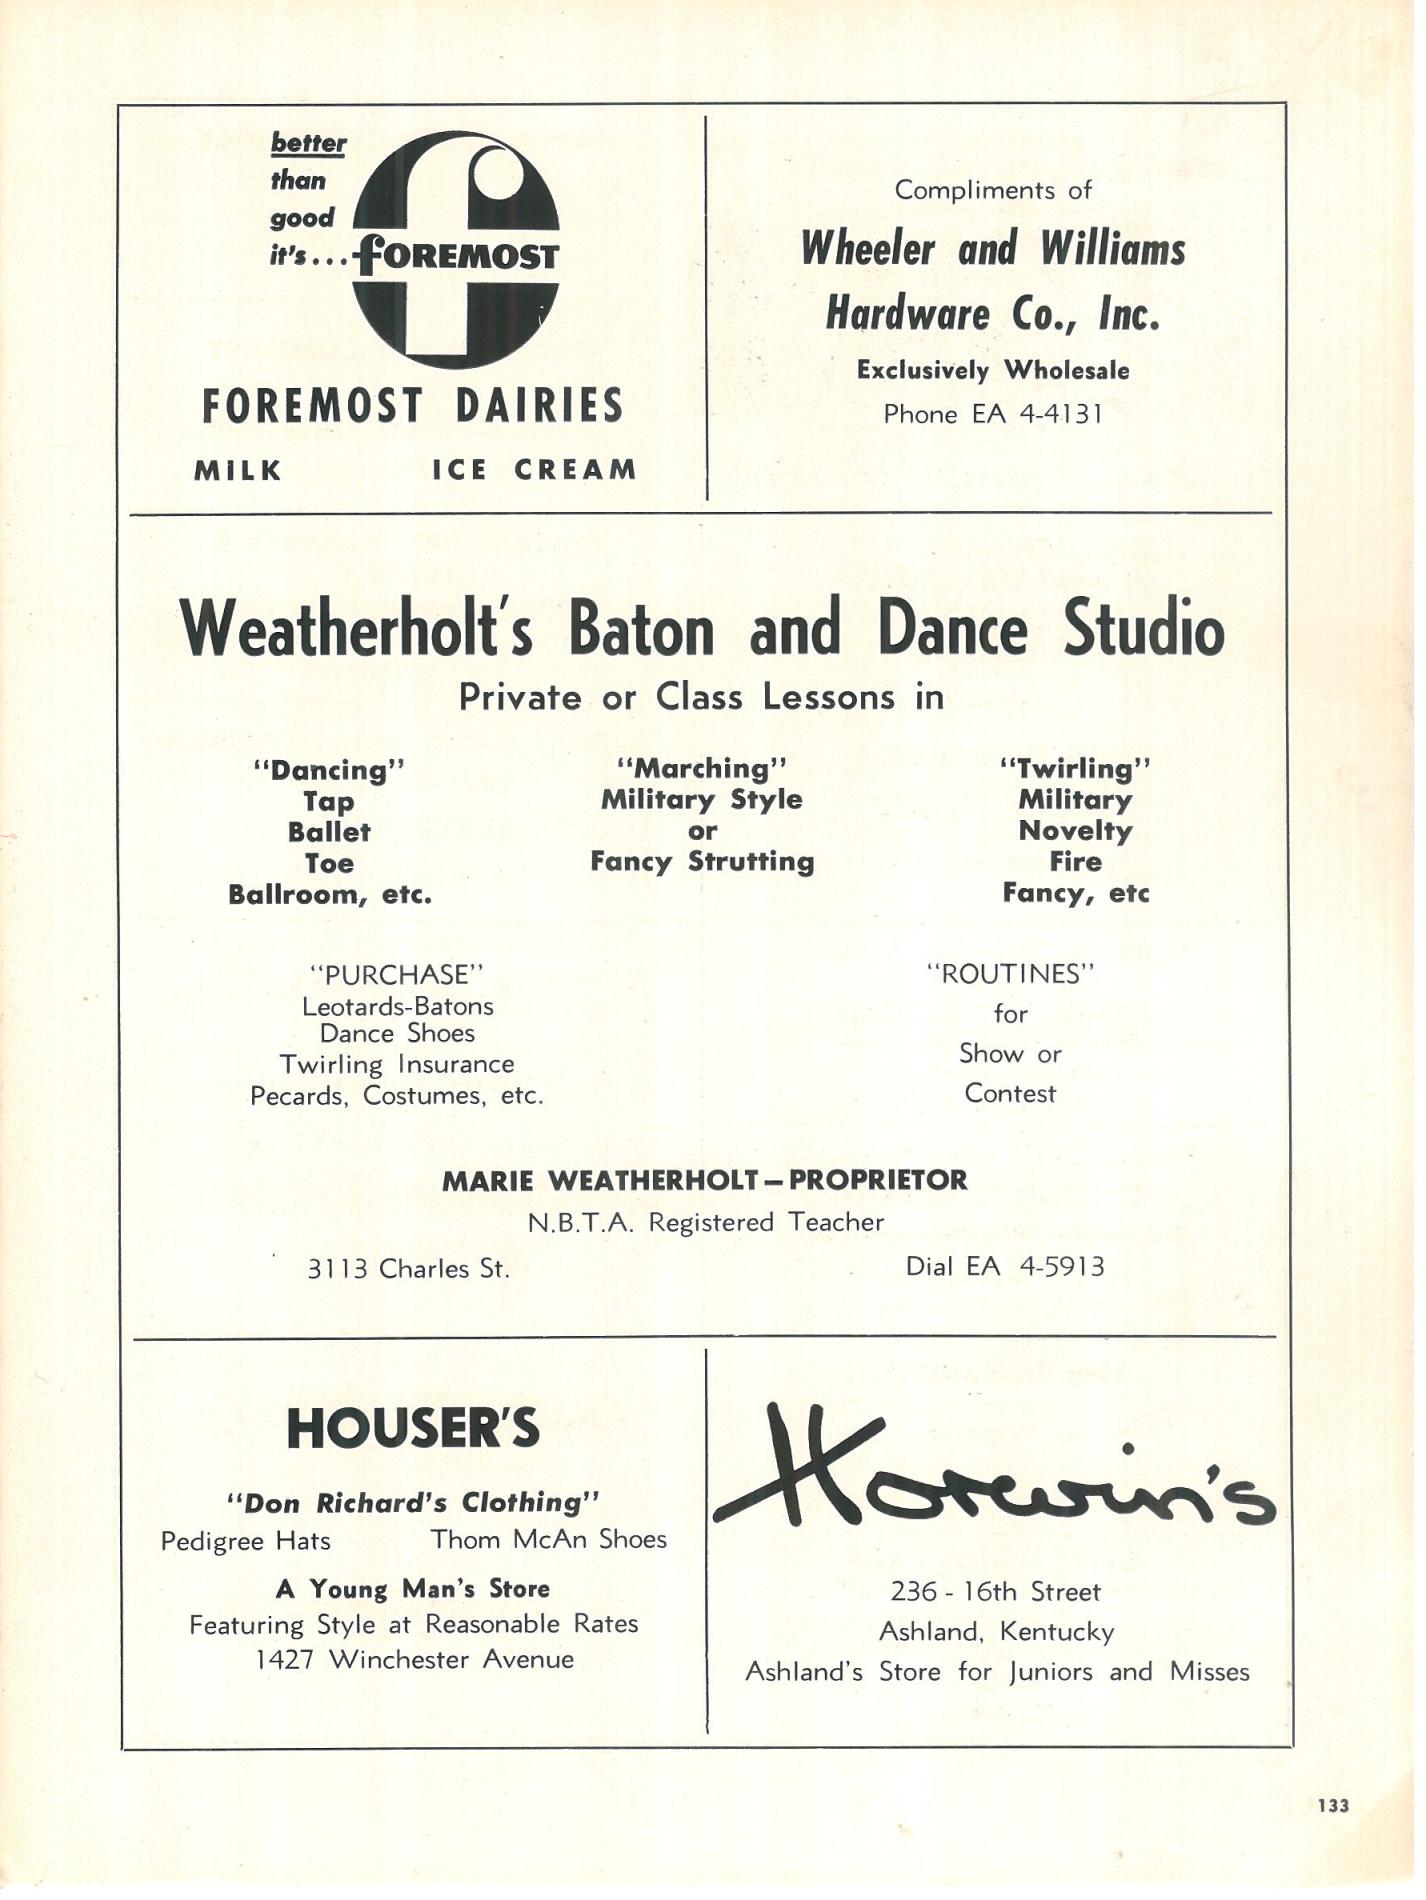 better
than
good
it's...fOREMOST
FOREMOST DAIRIES
MILK ICE CREAM
Compliments of
Wheeler and Williams
Hardware Co., Inc.
Exclusively Wholesale
Phone EA 4-4131
Weatherholt's Baton and Dance Studio
Private or Class Lessons in
"Dancing"
Tap
Ballet
Toe
Ballroom, etc.
"Marching"
Military Style
or
Fancy Strutting
"Twirling"
Military
Novelty
Fire
Fancy, etc
"PURCHASE"
Leotards-Batons
Dance Shoes
Twirling Insurance
Pecards, Costumes, etc.
"ROUTINES"
for
Show or
Contest
MARIE WEATHERHOLT—PROPRIETOR
N.B.T.A. Registered Teacher
3113 Charles St. Dial EA 4-5913
HOUSER'S
"Don Richard's Clothing"
Pedigree Hats Thom McAn Shoes
A Young Man's Store
Featuring Style at Reasonable Rates
1427 Winchester Avenue
Horwin's
236 - 16th Street
Ashland, Kentucky
Ashland's Store for Juniors and Misses
133